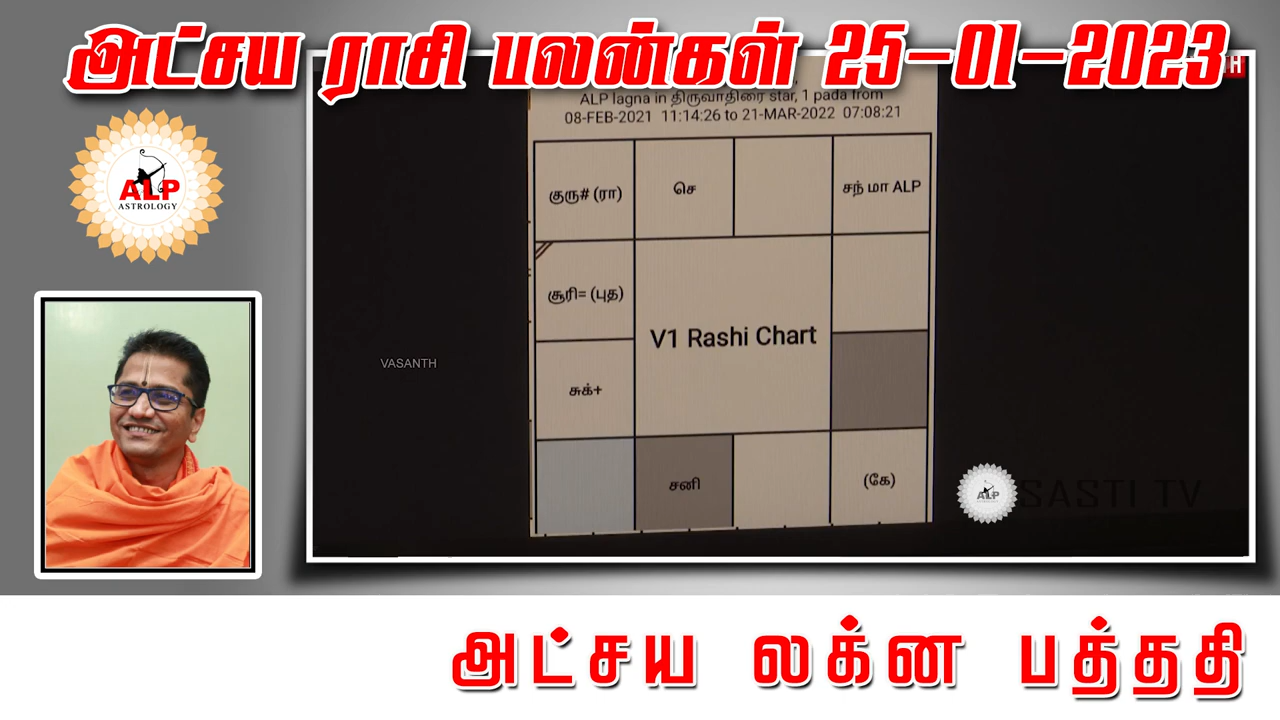 அட்சய ராசி பலன்கள் 25-01-2023
ALP lagna in திருவாதிரை star, 1 pada from
08-FEB-2021 11:14:26 to 21-MAR-2022 07:08:21
ALP
ASTROLOGY
குரு# (ரா)
செ
சந் மா ALP
சூரி= (புத)
V1 Rashi Chart
VASANTH
சுக்+
சனி
(கே)
ALP
SASTI TV
அட்சய லக்ன பத்ததி